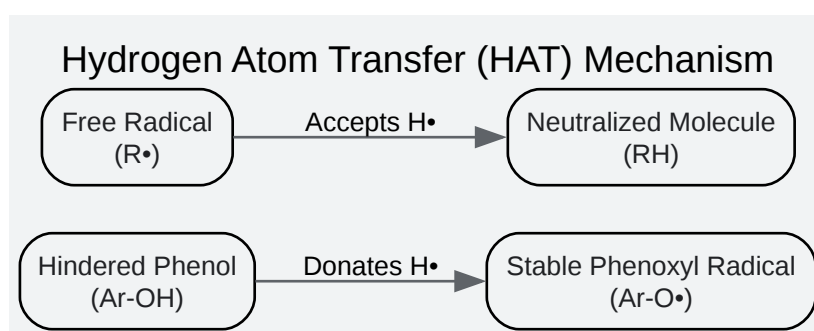 Hydrogen Atom Transfer (HAT) Mechanism
Free Radical
(R•)
Accepts H•
Neutralized Molecule
(RH)
Hindered Phenol
(Ar-OH)
Donates H•
Stable Phenoxyl Radical
(Ar-O•)